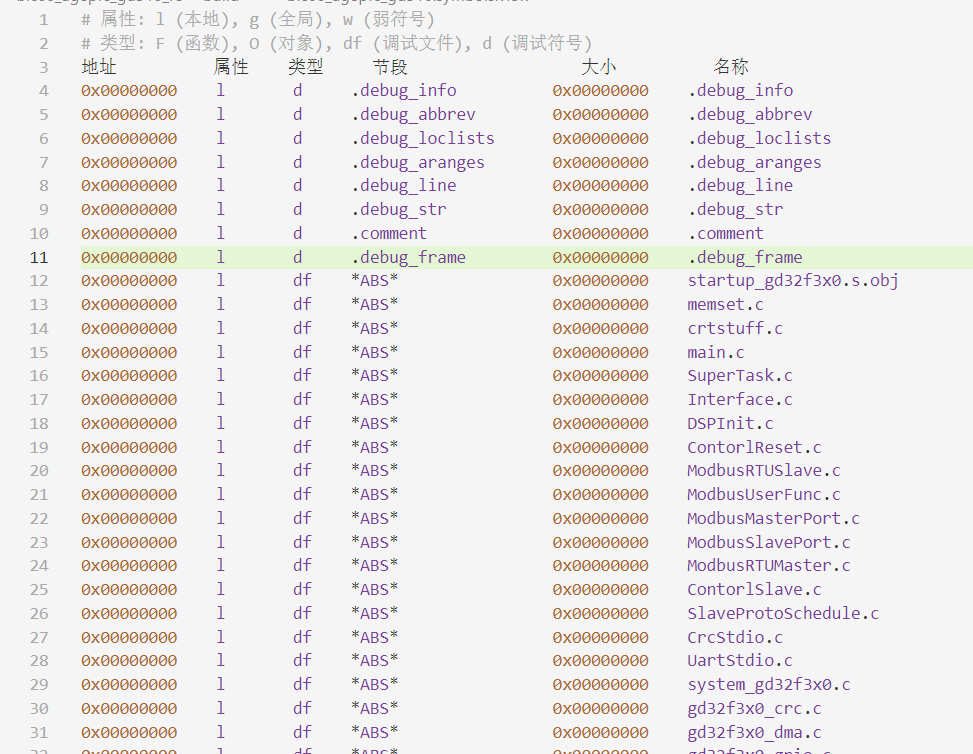 1 # 属性: l (本地), g (全局), w (弱符号)
2 # 类型: F (函数), O (对象), df (调试文件), d (调试符号)
3 地址 属性 类型 节段 大小 名称
4 0x00000000 l d .debug_info 0x00000000 .debug_info
5 0x00000000 l d .debug_abbrev 0x00000000 .debug_abbrev
6 0x00000000 l d .debug_loclists 0x00000000 .debug_loclists
7 0x00000000 l d .debug_aranges 0x00000000 .debug_aranges
8 0x00000000 l d .debug_line 0x00000000 .debug_line
9 0x00000000 l d .debug_str 0x00000000 .debug_str
10 0x00000000 l d .comment 0x00000000 .comment
11 0x00000000 l d .debug_frame 0x00000000 .debug_frame
12 0x00000000 l df *ABS* 0x00000000 startup_gd32f3x0.s.obj
13 0x00000000 l df *ABS* 0x00000000 memset.c
14 0x00000000 l df *ABS* 0x00000000 crtstuff.c
15 0x00000000 l df *ABS* 0x00000000 main.c
16 0x00000000 l df *ABS* 0x00000000 SuperTask.c
17 0x00000000 l df *ABS* 0x00000000 Interface.c
18 0x00000000 l df *ABS* 0x00000000 DSPInit.c
19 0x00000000 l df *ABS* 0x00000000 ContorlReset.c
20 0x00000000 l df *ABS* 0x00000000 ModbusRTUSlave.c
21 0x00000000 l df *ABS* 0x00000000 ModbusUserFunc.c
22 0x00000000 l df *ABS* 0x00000000 ModbusMasterPort.c
23 0x00000000 l df *ABS* 0x00000000 ModbusSlavePort.c
24 0x00000000 l df *ABS* 0x00000000 ModbusRTUMaster.c
25 0x00000000 l df *ABS* 0x00000000 ContorlSlave.c
26 0x00000000 l df *ABS* 0x00000000 SlaveProtoSchedule.c
27 0x00000000 l df *ABS* 0x00000000 CrcStdio.c
28 0x00000000 l df *ABS* 0x00000000 UartStdio.c
29 0x00000000 l df *ABS* 0x00000000 system_gd32f3x0.c
30 0x00000000 l df *ABS* 0x00000000 gd32f3x0_crc.c
31 0x00000000 l df *ABS* 0x00000000 gd32f3x0_dma.c